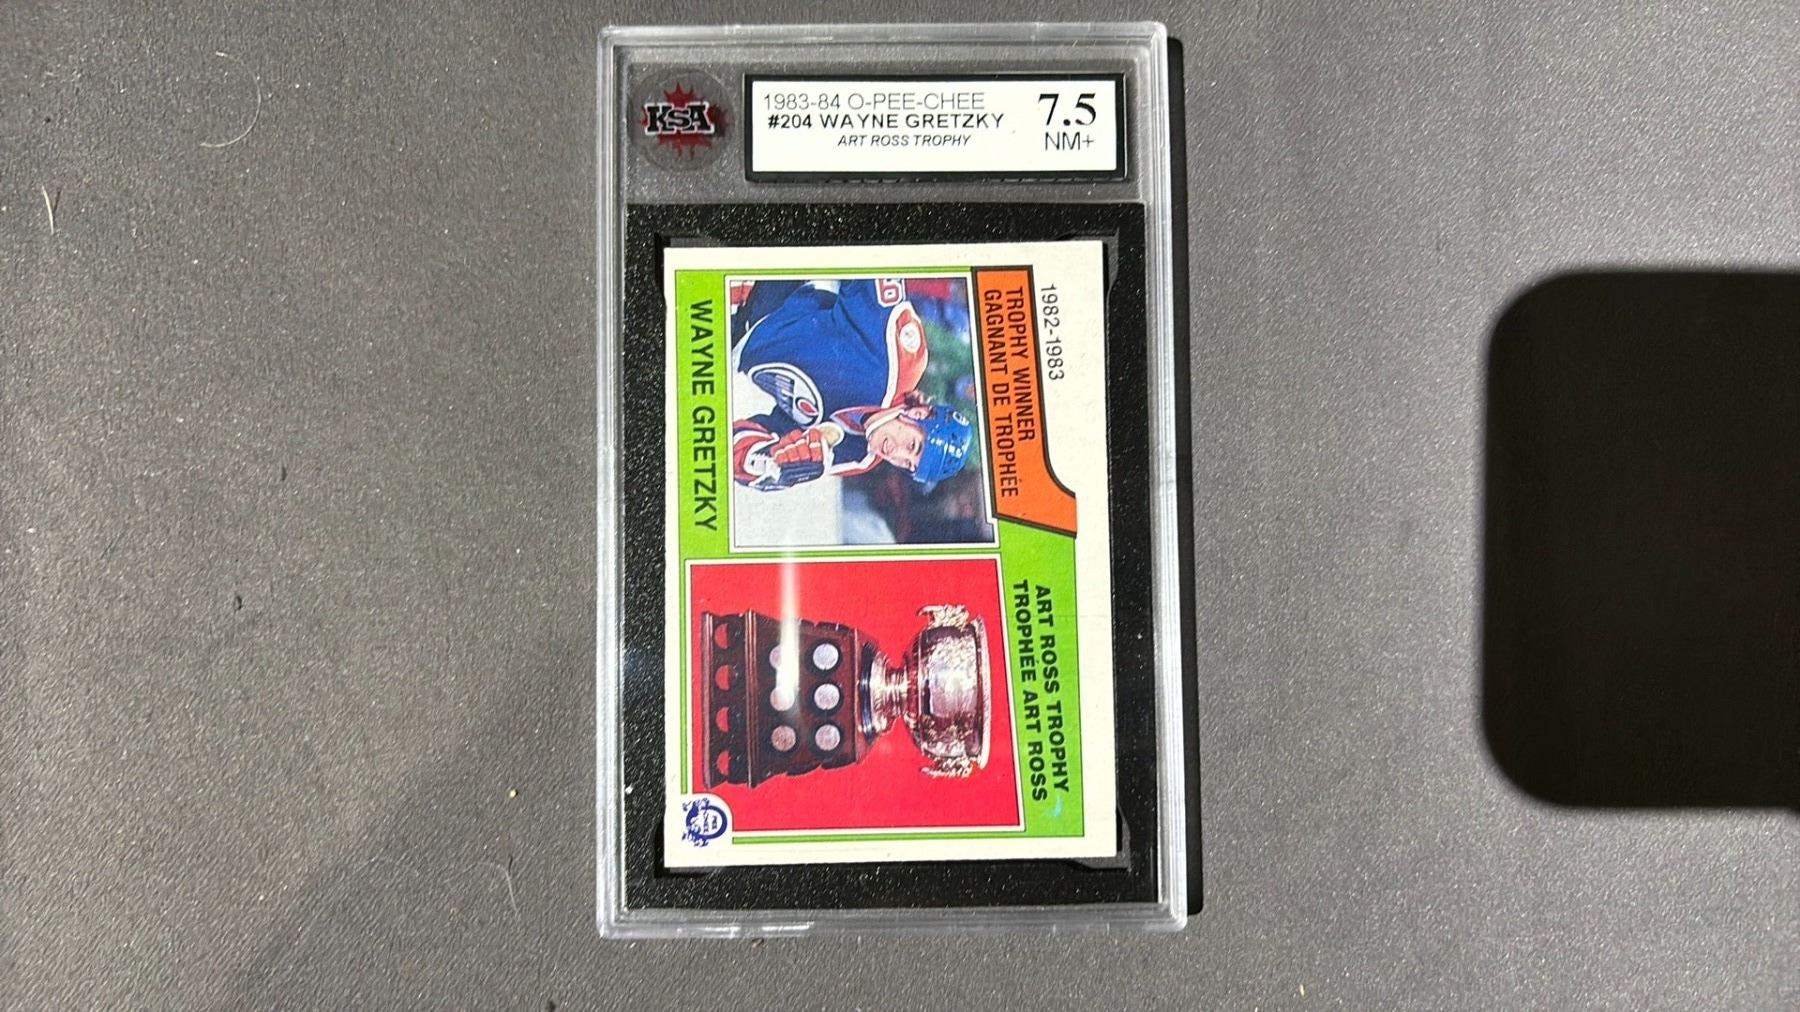 KSA
1983-84 O-PEE-CHEE
#204 WAYNE GRETZKY
ART ROSS TROPHY
7.5
NM+
1982-1983
TROPHY WINNER
GAGNANT DE TROPHÉE
WAYNE GRETZKY
ART ROSS TROPHY
TROPHÉE ART ROSS